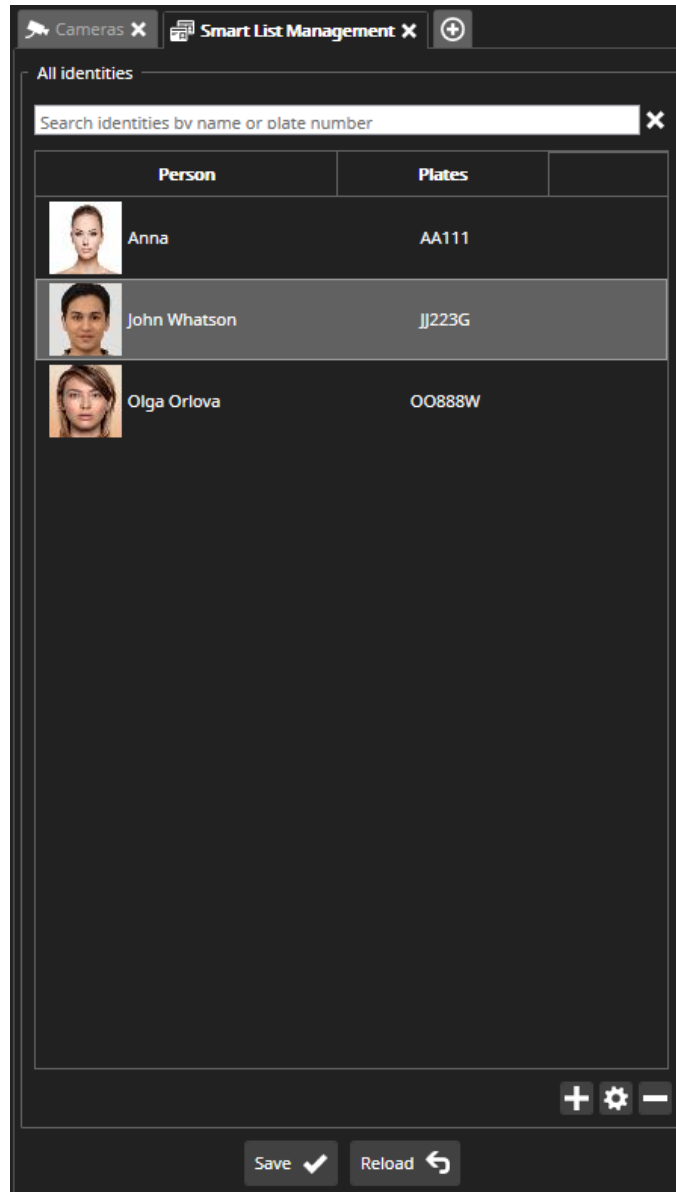 Cameras Smart List Management
All identities
Search identities by name or plate number
Person Plates
Anna AA111
John Whatson JJ223G
Olga Orlova OO888W
Save Reload